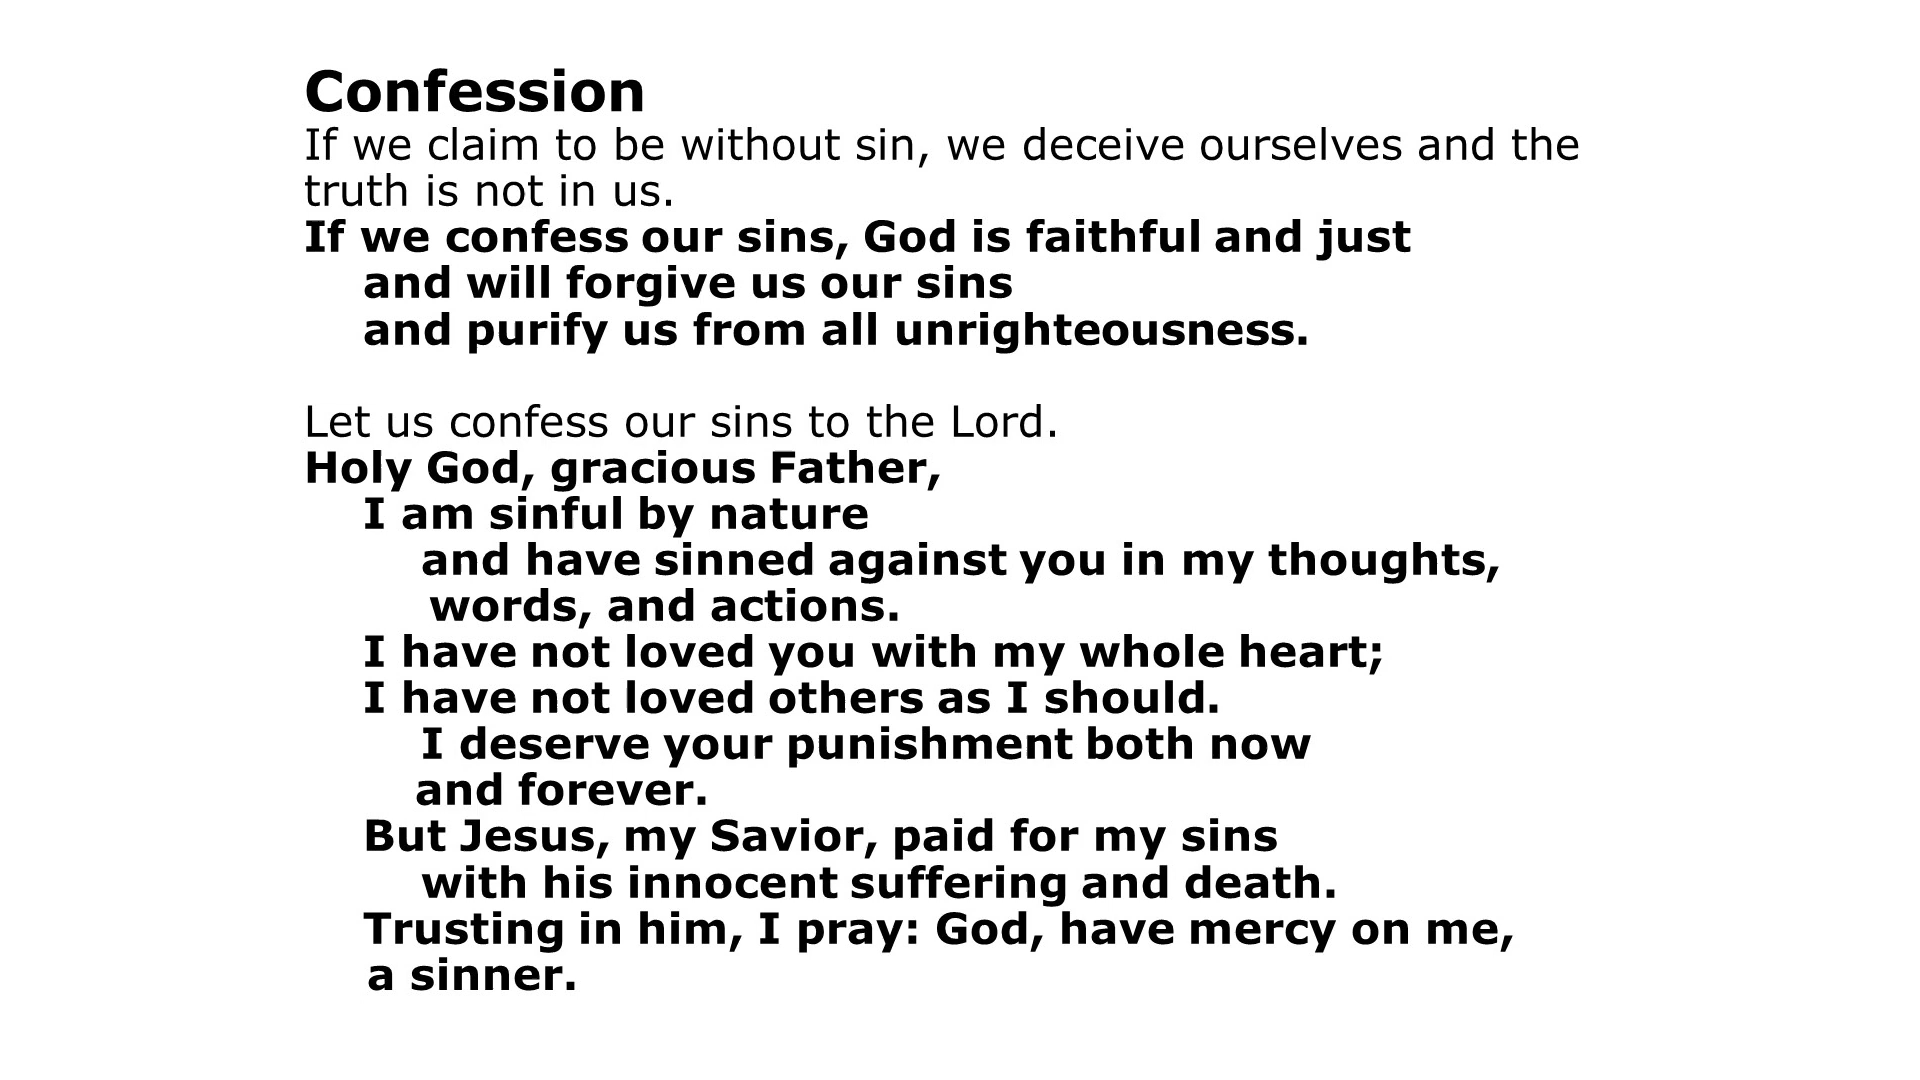 Confession
If we claim to be without sin, we deceive ourselves and the
truth is not in us.
If we confess our sins, God is faithful and just
and will forgive us our sins
and purify us from all unrighteousness.
Let us confess our sins to the Lord.
Holy God, gracious Father,
I am sinful by nature
and have sinned against you in my thoughts,
words, and actions.
I have not loved you with my whole heart;
I have not loved others as I should.
I deserve your punishment both now
and forever.
But Jesus, my Savior, paid for my sins
with his innocent suffering and death.
Trusting in him, I pray: God, have mercy on me,
a sinner.